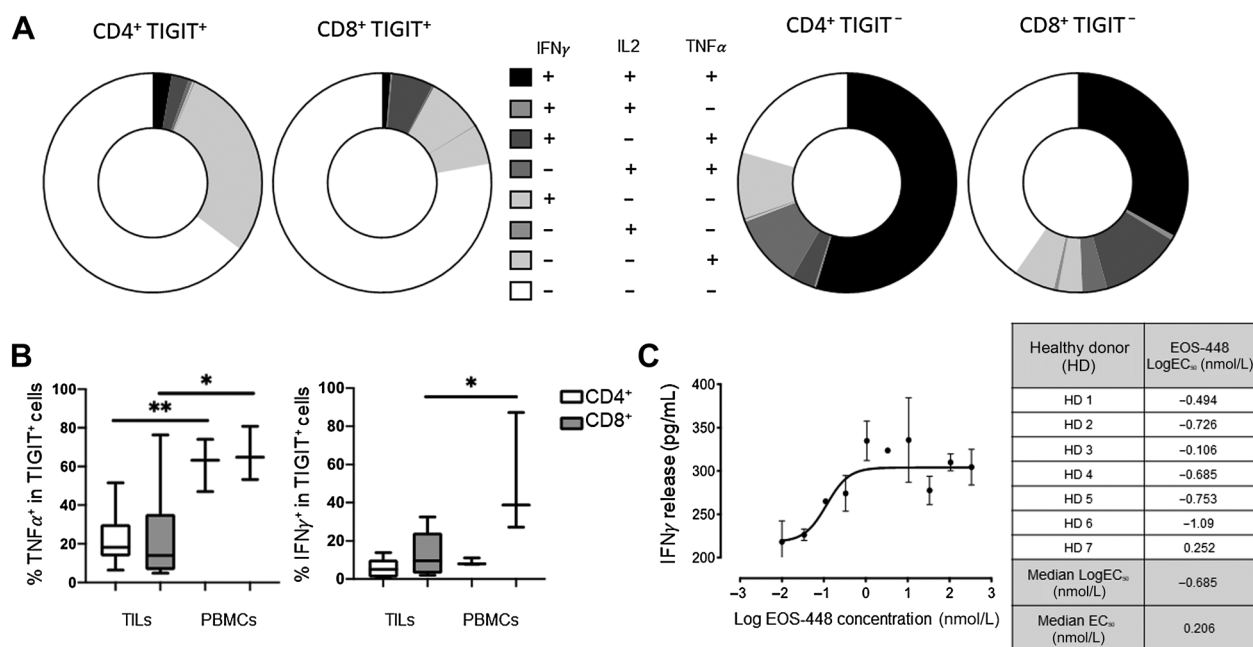 A
CD4⁺ TIGIT⁺
CD8⁺ TIGIT⁺
IFNγ IL2 TNFα
+ + +
+ + −
+ − +
− + +
+ − −
− + −
− − +
− − −
CD4⁺ TIGIT⁻
CD8⁺ TIGIT⁻
B
% TNFα⁺ in TIGIT⁺ cells
100
80
60
40
20
0
**
*
TILs PBMCs
% IFNγ⁺ in TIGIT⁺ cells
100
80
60
40
20
0
*
TILs PBMCs
CD4⁺
CD8⁺
C
IFNγ release (pg/mL)
400
350
300
250
200
−3 −2 −1 0 1 2 3
Log EOS-448 concentration (nmol/L)
Healthy donor (HD)
EOS-448 LogEC₅₀ (nmol/L)
HD 1 −0.494
HD 2 −0.726
HD 3 −0.106
HD 4 −0.685
HD 5 −0.753
HD 6 −1.09
HD 7 0.252
Median LogEC₅₀ (nmol/L) −0.685
Median EC₅₀ (nmol/L) 0.206